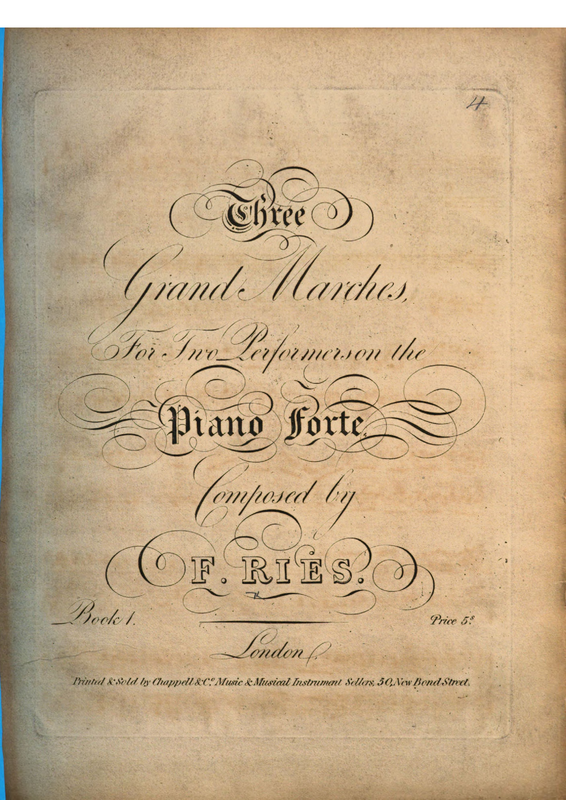 4
Three
Grand Marches,
For Two Performers on the
Piano Forte,
Composed by
F. RIES.
Book 1.
Price 5s
London
Printed & Sold by Chappell & Co. Music & Musical Instrument Sellers, 50, New Bond Street.